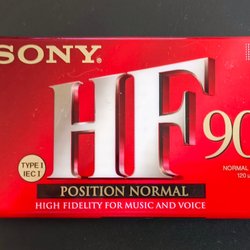 SONY
HF 90
TYPE I
IEC I
NORMAL
120
POSITION NORMAL
HIGH FIDELITY FOR MUSIC AND VOICE